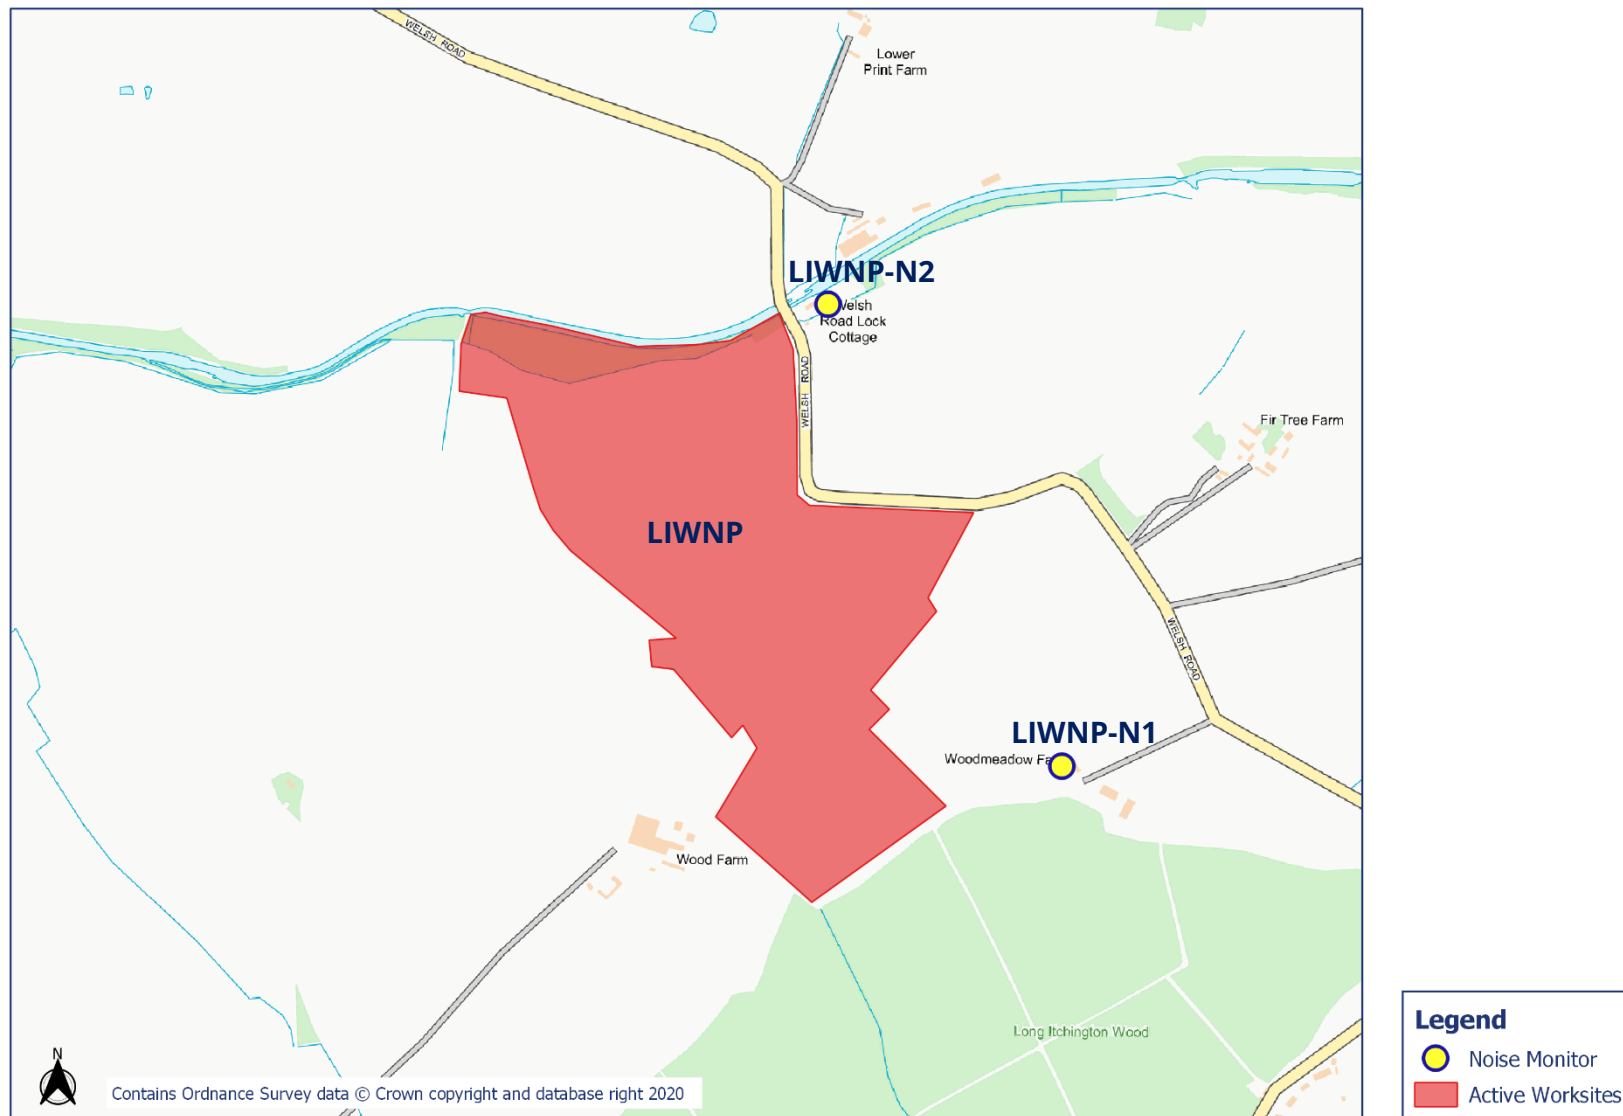 WELSH ROAD
Lower
Print Farm
LIWNP-N2
Welsh
Road Lock
Cottage
WELSH ROAD
Fir Tree Farm
LIWNP
WELSH ROAD
LIWNP-N1
Woodmeadow Fa
Wood Farm
Long Itchington Wood
N
Contains Ordnance Survey data © Crown copyright and database right 2020
Legend
Noise Monitor
Active Worksites